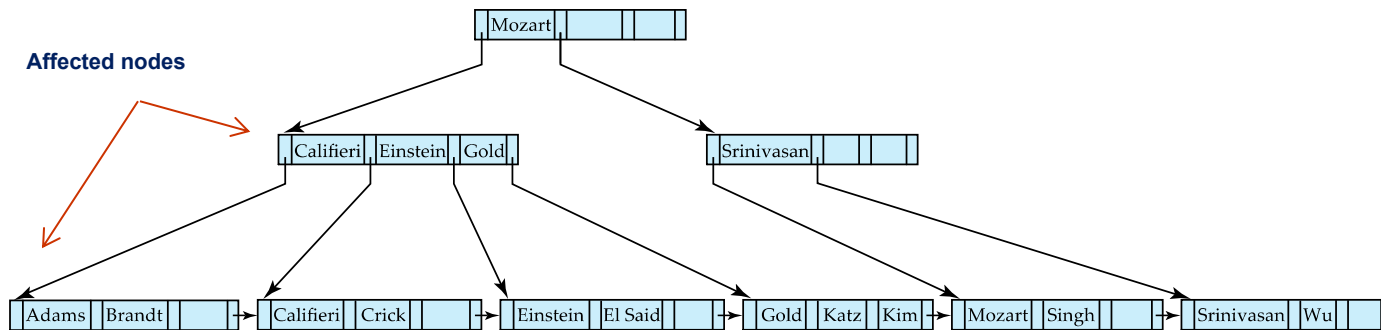 Mozart
Affected nodes
Califieri Einstein Gold
Srinivasan
Adams Brandt
Califieri Crick
Einstein El Said
Gold Katz Kim
Mozart Singh
Srinivasan Wu